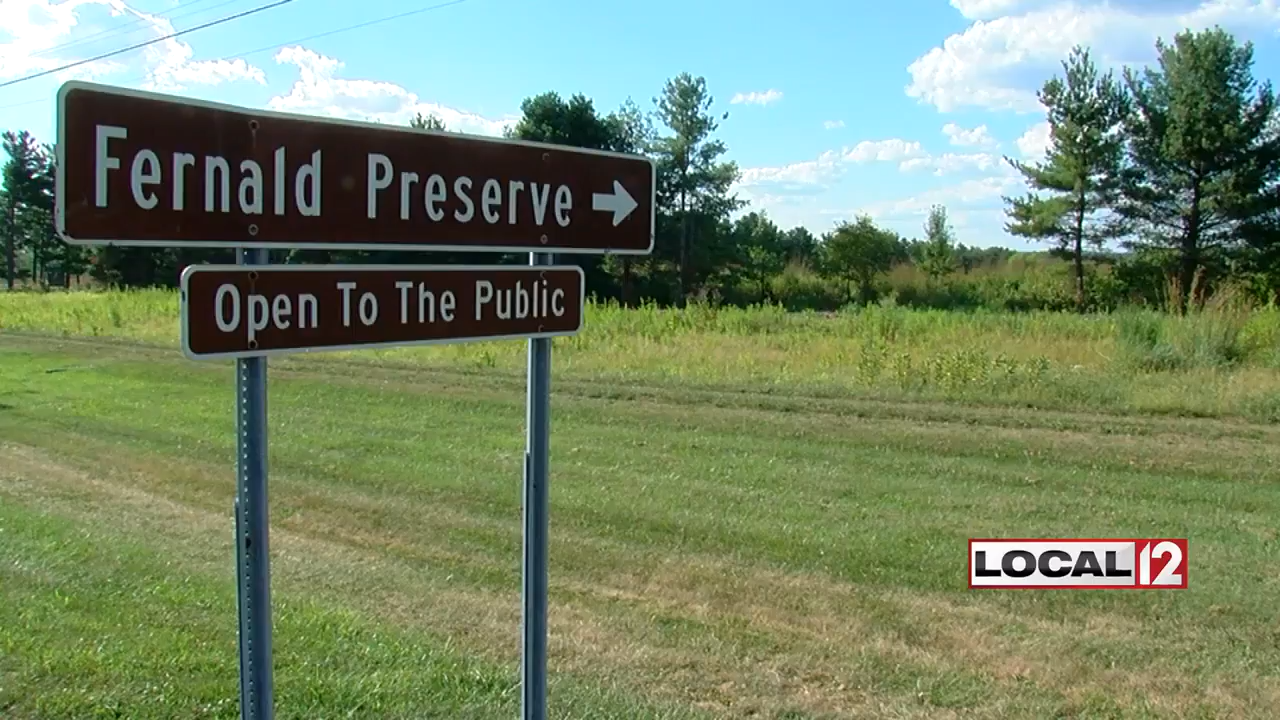 Fernald Preserve →
Open To The Public
LOCAL 12